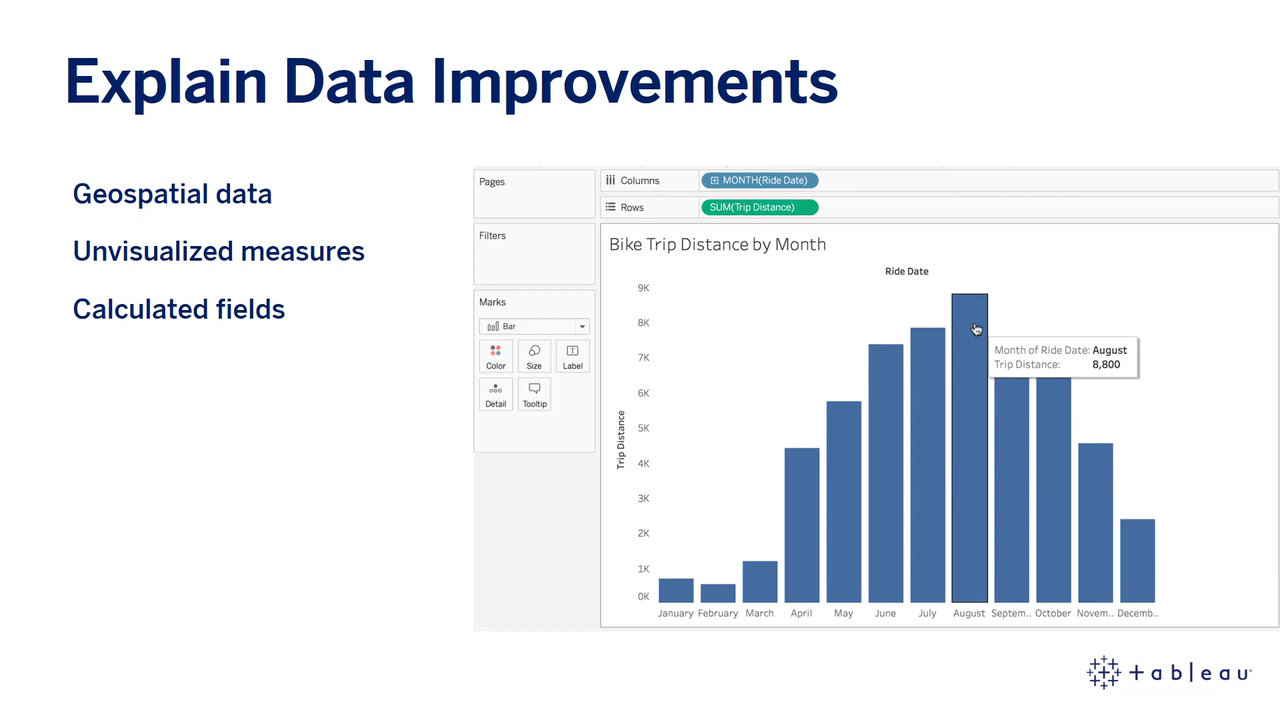 Explain Data Improvements
Geospatial data
Unvisualized measures
Calculated fields
Pages
Columns
MONTH(Ride Date)
Rows
SUM(Trip Distance)
Filters
Marks
Bar
Color
Size
Label
Detail
Tooltip
Bike Trip Distance by Month
Ride Date
9K
8K
7K
6K
5K
4K
3K
2K
1K
0K
Trip Distance
Month of Ride Date: August
Trip Distance: 8,800
January February March April May June July August Septem.. October Novem.. Decemb..
+ableau